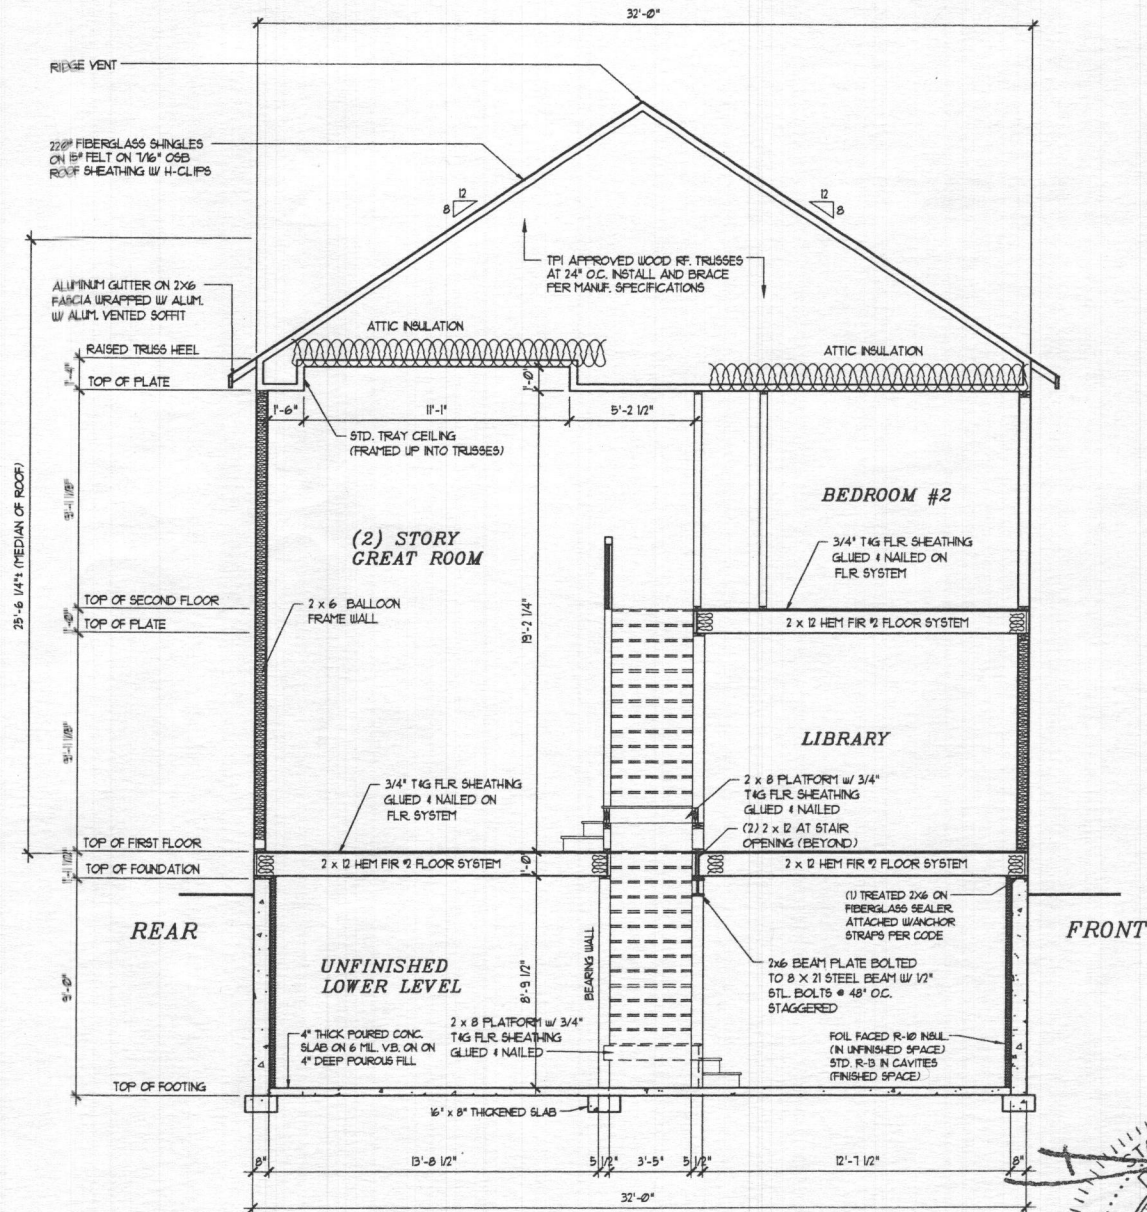 32'-0"
RIDGE VENT
220# FIBERGLASS SHINGLES
ON 15# FELT ON 7/16" OSB
ROOF SHEATHING W/ H-CLIPS
12
8
12
8
TPI APPROVED WOOD RF. TRUSSES
AT 24" O.C. INSTALL AND BRACE
PER MANUF. SPECIFICATIONS
ALUMINUM GUTTER ON 2X6
FASCIA WRAPPED W/ ALUM.
W/ ALUM. VENTED SOFFIT
ATTIC INSULATION
ATTIC INSULATION
RAISED TRUSS HEEL
1'-4"
TOP OF PLATE
1'-0"
1'-6"
11'-1"
5'-2 1/2"
STD. TRAY CEILING
(FRAMED UP INTO TRUSSES)
25'-6 1/4"± (MEDIAN OF ROOF)
BEDROOM #2
(2) STORY
GREAT ROOM
3/4" T&G FLR. SHEATHING
GLUED & NAILED ON
FLR. SYSTEM
TOP OF SECOND FLOOR
1'-0"
TOP OF PLATE
2 x 6 BALLOON
FRAME WALL
19'-2 1/4"
2 x 12 HEM FIR #2 FLOOR SYSTEM
LIBRARY
3/4" T&G FLR. SHEATHING
GLUED & NAILED ON
FLR. SYSTEM
2 x 8 PLATFORM w/ 3/4"
T&G FLR. SHEATHING
GLUED & NAILED
(2) 2 x 12 AT STAIR
OPENING (BEYOND)
TOP OF FIRST FLOOR
1'-1 1/2"
TOP OF FOUNDATION
2 x 12 HEM FIR #2 FLOOR SYSTEM
1'-0"
2 x 12 HEM FIR #2 FLOOR SYSTEM
REAR
FRONT
(1) TREATED 2X6 ON
FIBERGLASS SEALER
ATTACHED W/ANCHOR
STRAPS PER CODE
UNFINISHED
LOWER LEVEL
9'-0"
8'-9 1/2"
BEARING WALL
2x6 BEAM PLATE BOLTED
TO 8 X 21 STEEL BEAM W/ 1/2"
STL. BOLTS @ 48" O.C.
STAGGERED
4" THICK POURED CONC.
SLAB ON 6 MIL. V.B. ON ON
4" DEEP POUROUS FILL
2 x 8 PLATFORM w/ 3/4"
T&G FLR. SHEATHING
GLUED & NAILED
FOIL FACED R-10 INSUL.
(IN UNFINISHED SPACE)
STD. R-13 IN CAVITIES
(FINISHED SPACE)
TOP OF FOOTING
16" x 8" THICKENED SLAB
8"
13'-8 1/2"
5 1/2"
3'-5"
5 1/2"
12'-7 1/2"
8"
32'-0"